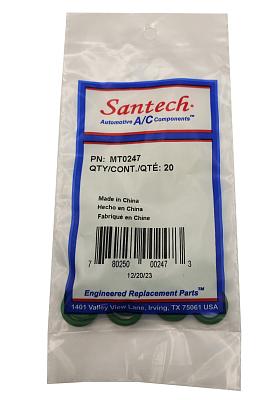 Santech
Automotive A/C Components™
PN: MT0247
QTY/CONT./QTÉ: 20
Made in China
Hecho en China
Fabriqué en Chine
7 80250 00247 3
12/20/23
Engineered Replacement Parts™
1401 Valley View Lane, Irving, TX 75061 USA